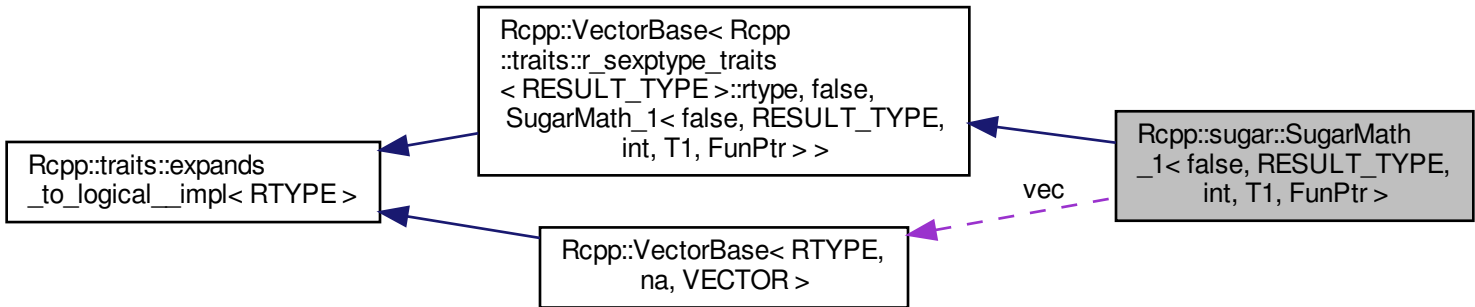 Rcpp::VectorBase< Rcpp
::traits::r_sexptype_traits
< RESULT_TYPE >::rtype, false,
SugarMath_1< false, RESULT_TYPE,
int, T1, FunPtr > >
Rcpp::sugar::SugarMath
_1< false, RESULT_TYPE,
int, T1, FunPtr >
Rcpp::traits::expands
_to_logical__impl< RTYPE >
vec
Rcpp::VectorBase< RTYPE,
na, VECTOR >